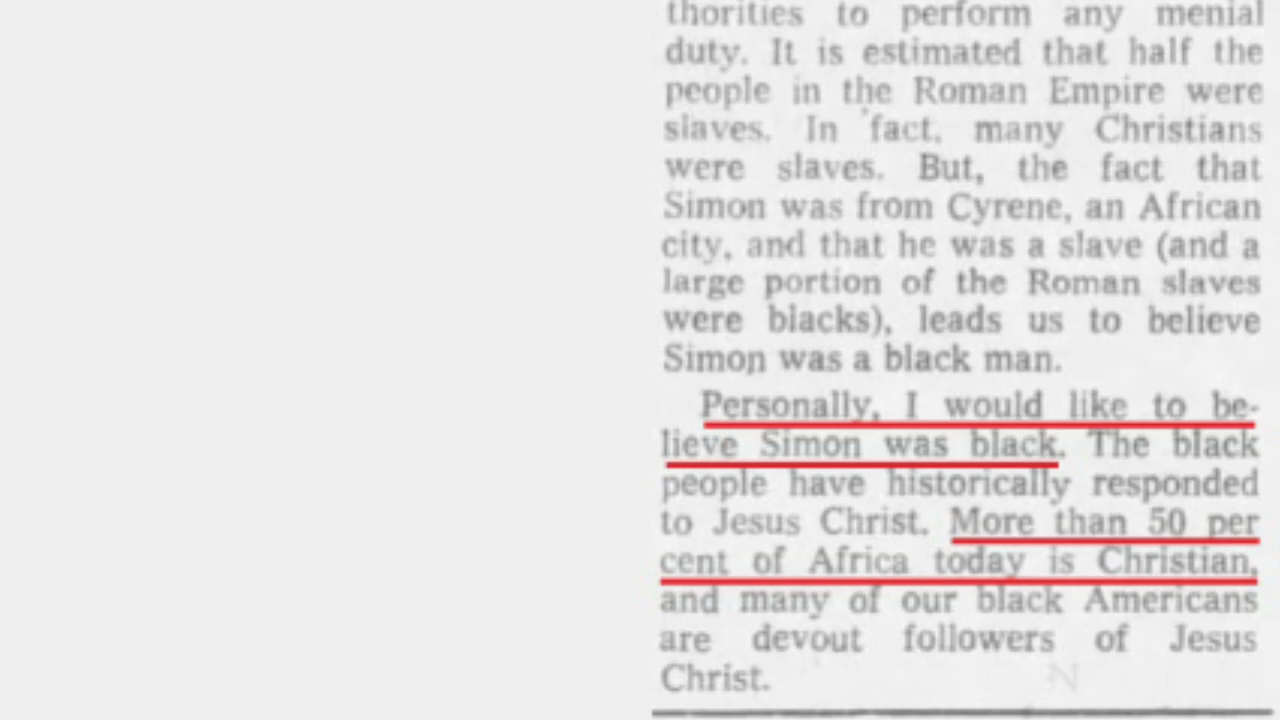 thorities to perform any menial
duty. It is estimated that half the
people in the Roman Empire were
slaves. In fact, many Christians
were slaves. But, the fact that
Simon was from Cyrene, an African
city, and that he was a slave (and a
large portion of the Roman slaves
were blacks), leads us to believe
Simon was a black man.
Personally, I would like to be-
lieve Simon was black. The black
people have historically responded
to Jesus Christ. More than 50 per
cent of Africa today is Christian,
and many of our black Americans
are devout followers of Jesus
Christ.